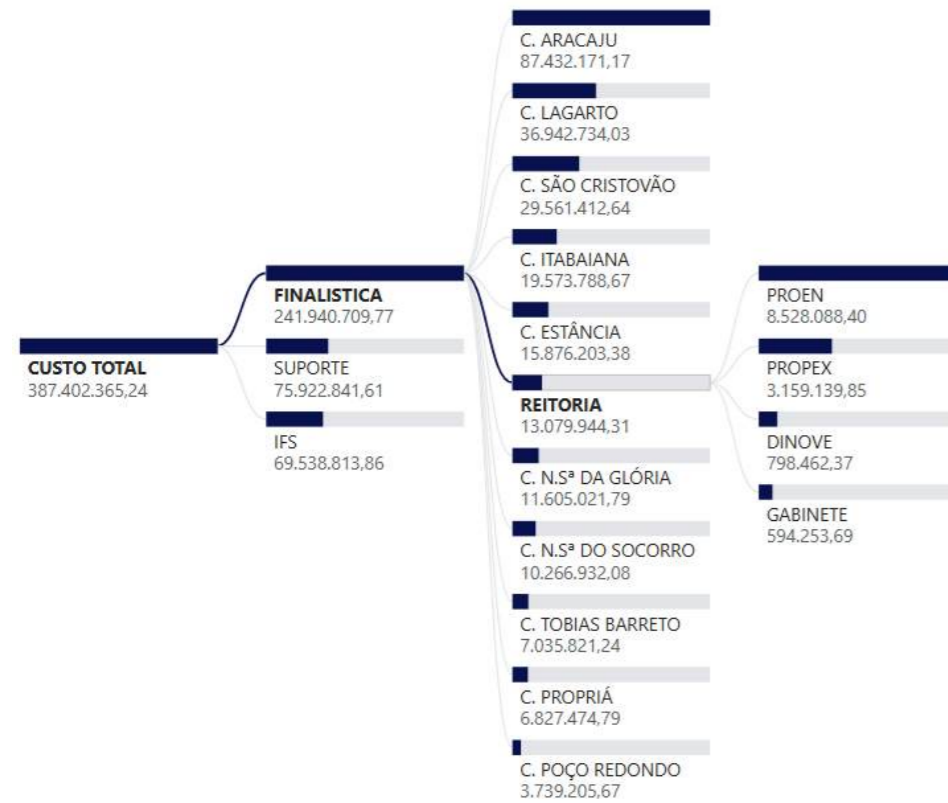 CUSTO TOTAL
387.402.365,24
FINALISTICA
241.940.709,77
SUPORTE
75.922.841,61
IFS
69.538.813,86
C. ARACAJU
87.432.171,17
C. LAGARTO
36.942.734,03
C. SÃO CRISTOVÃO
29.561.412,64
C. ITABAIANA
19.573.788,67
C. ESTÂNCIA
15.876.203,38
REITORIA
13.079.944,31
C. N.Sª DA GLÓRIA
11.605.021,79
C. N.Sª DO SOCORRO
10.266.932,08
C. TOBIAS BARRETO
7.035.821,24
C. PROPRIÁ
6.827.474,79
C. POÇO REDONDO
3.739.205,67
PROEN
8.528.088,40
PROPEX
3.159.139,85
DINOVE
798.462,37
GABINETE
594.253,69